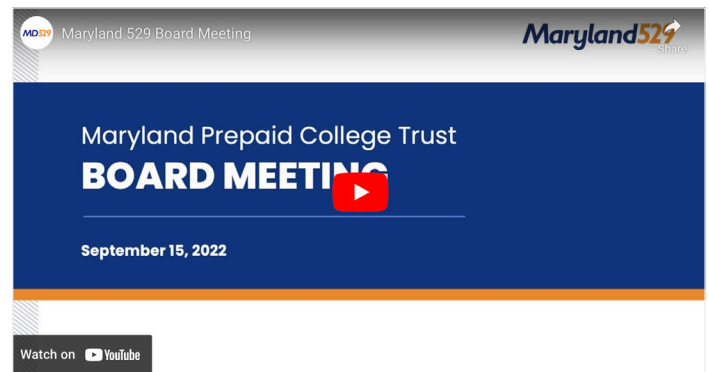 MD529
Maryland 529 Board Meeting
Maryland529
Share
Maryland Prepaid College Trust
BOARD MEETING
September 15, 2022
Watch on YouTube